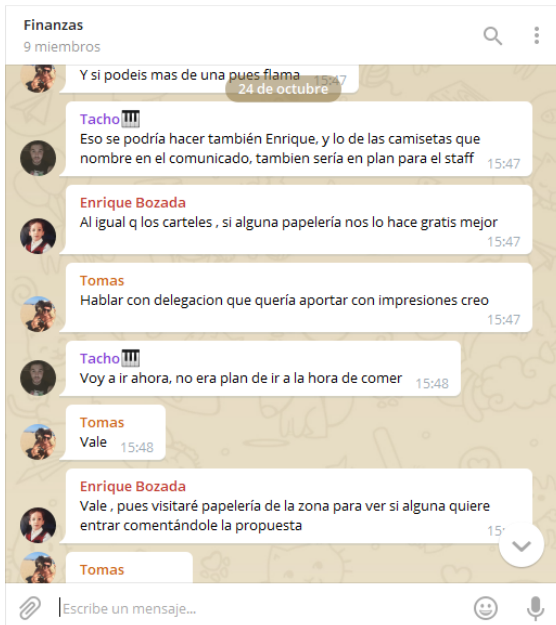 Finanzas
9 miembros
Y si podeis mas de una pues flama 15:47
24 de octubre
Tacho🎹
Eso se podría hacer también Enrique, y lo de las camisetas que
nombre en el comunicado, tambien sería en plan para el staff 15:47
Enrique Bozada
Al igual q los carteles , si alguna papelería nos lo hace gratis mejor
15:47
Tomas
Hablar con delegacion que quería aportar con impresiones creo
15:47
Tacho🎹
Voy a ir ahora, no era plan de ir a la hora de comer 15:48
Tomas
Vale 15:48
Enrique Bozada
Vale , pues visitaré papelería de la zona para ver si alguna quiere
entrar comentándole la propuesta
Tomas
Escribe un mensaje...